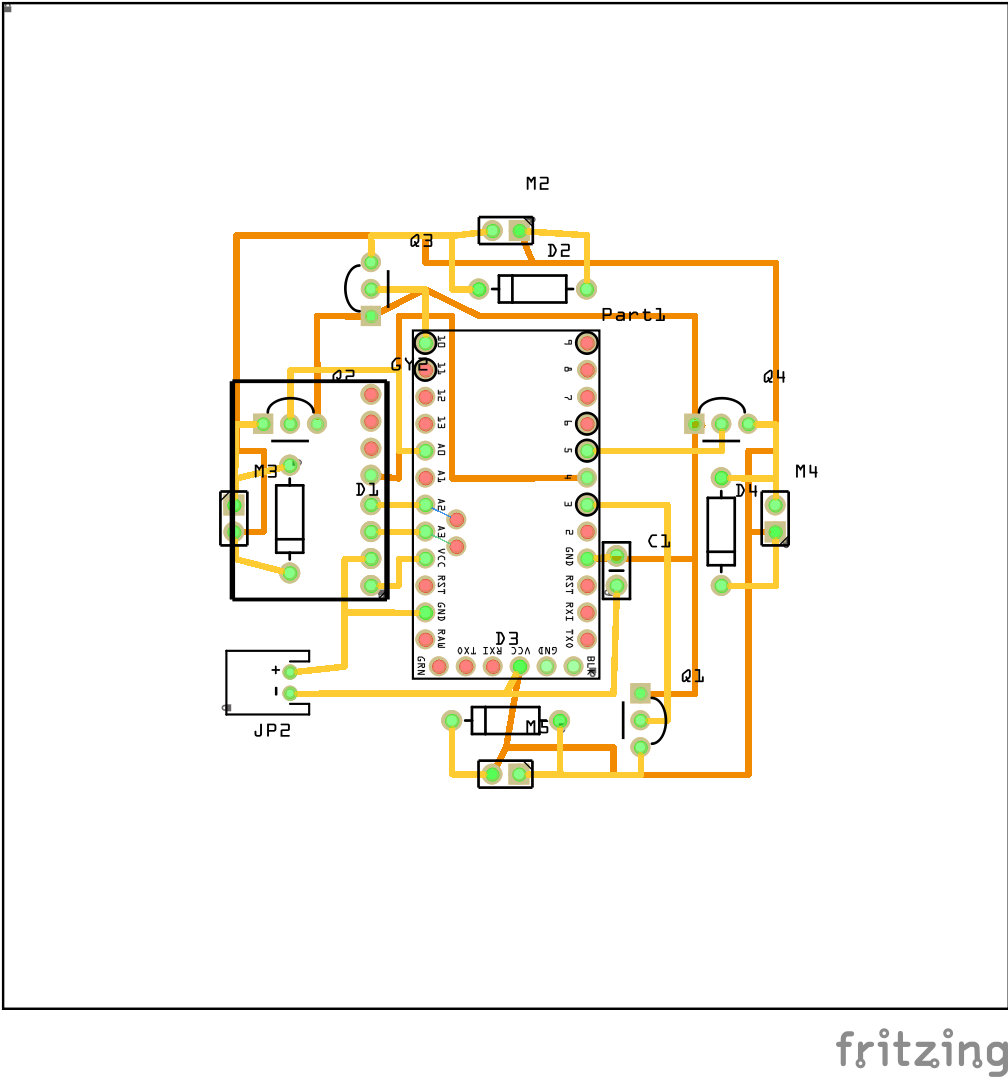 M2
Q3
D2
Part1
10
9
GY2
11
8
Q2
Q4
12
7
13
6
A0
5
M3
A1
4
M4
D1
D4
A2
3
A3
2
C1
VCC
GND
RST
RST
GND
RXI
RAW
TXO
D3
GRN
TXO
RXI
VCC
GND
BLK
+
-
Q1
JP2
M5
fritzing